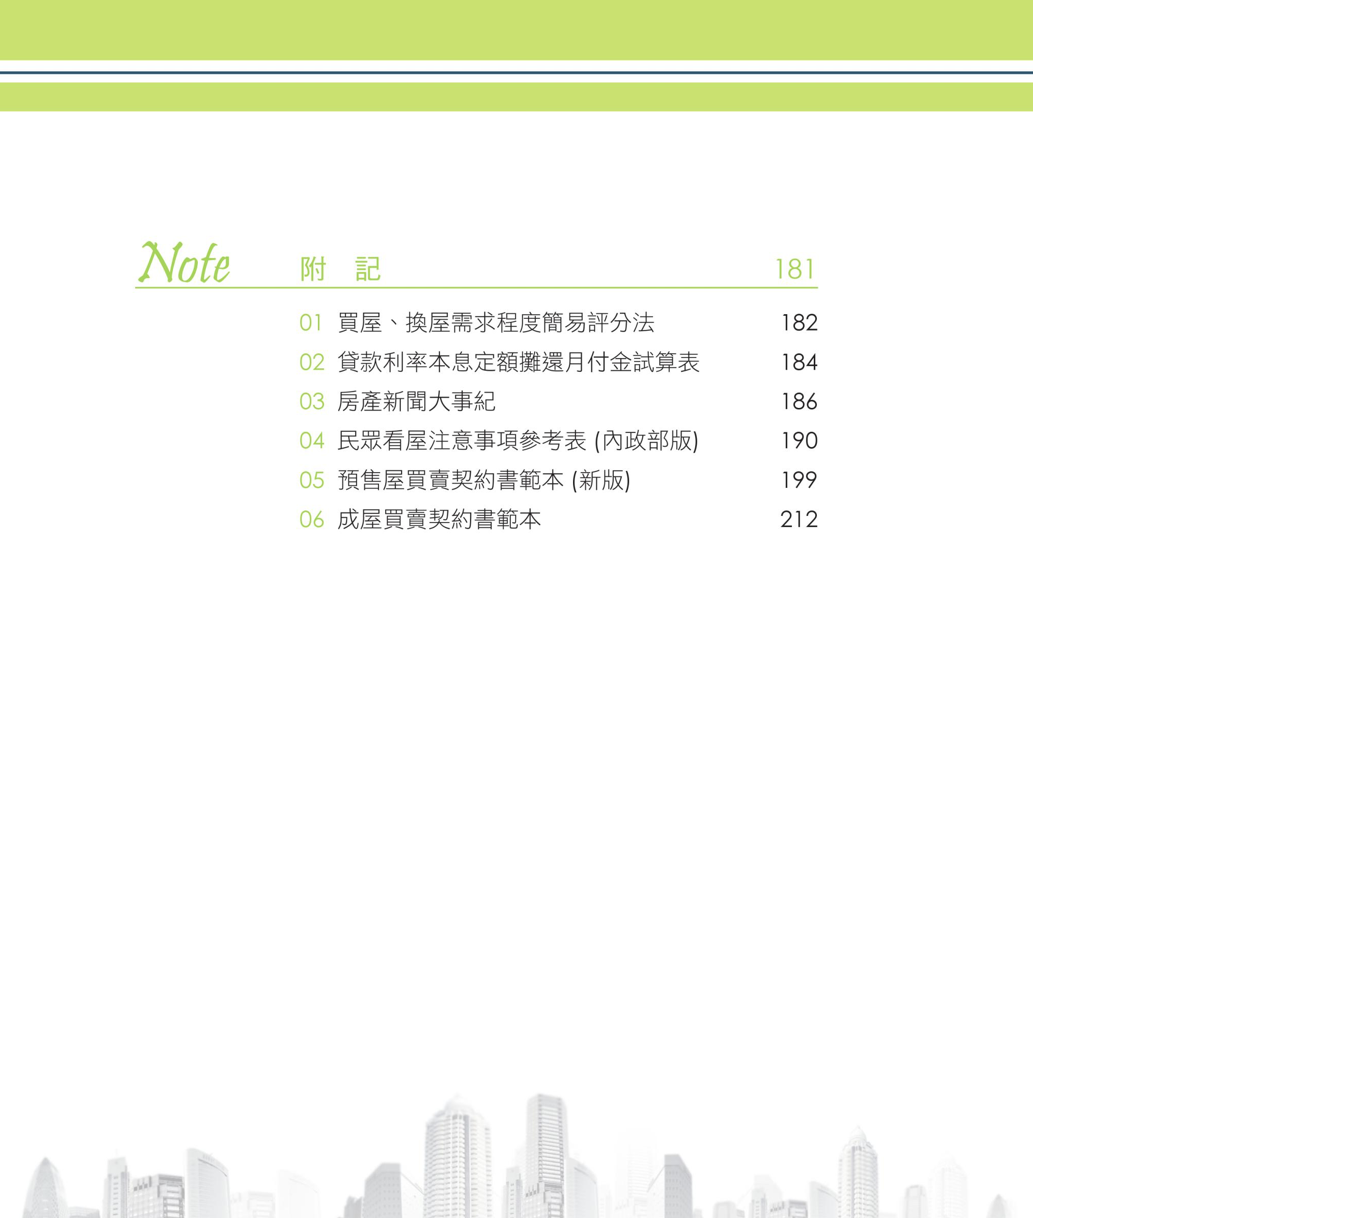 Note 附 記 181
01 買屋、換屋需求程度簡易評分法 182
02 貸款利率本息定額攤還月付金試算表 184
03 房產新聞大事紀 186
04 民眾看屋注意事項參考表 (內政部版) 190
05 預售屋買賣契約書範本 (新版) 199
06 成屋買賣契約書範本 212